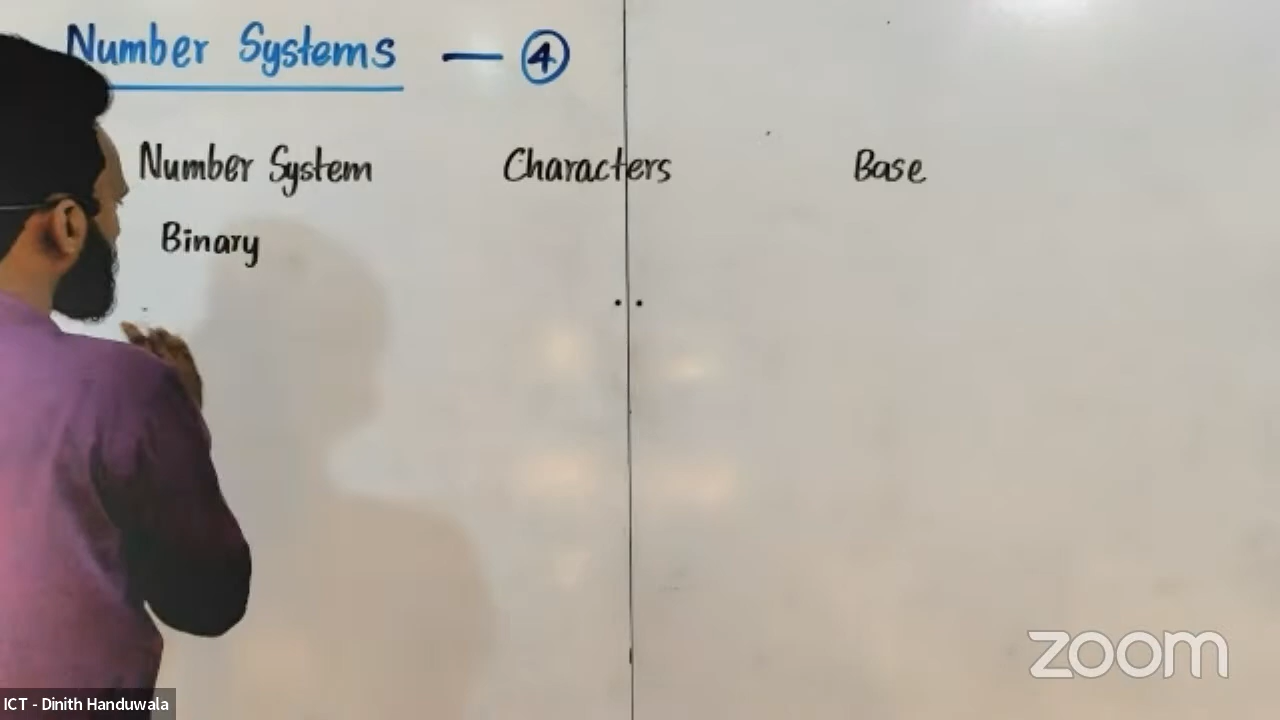 Number Systems — ④
Number System Characters Base
Binary
zoom
ICT - Dinith Handuwala